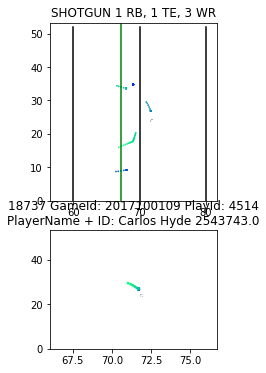 SHOTGUN 1 RB, 1 TE, 3 WR
50
40
30
20
10
0
60 70 80
18737 GameId: 2017100109 PlayId: 4514
PlayerName + ID: Carlos Hyde 2543743.0
40
20
0
67.5 70.0 72.5 75.0